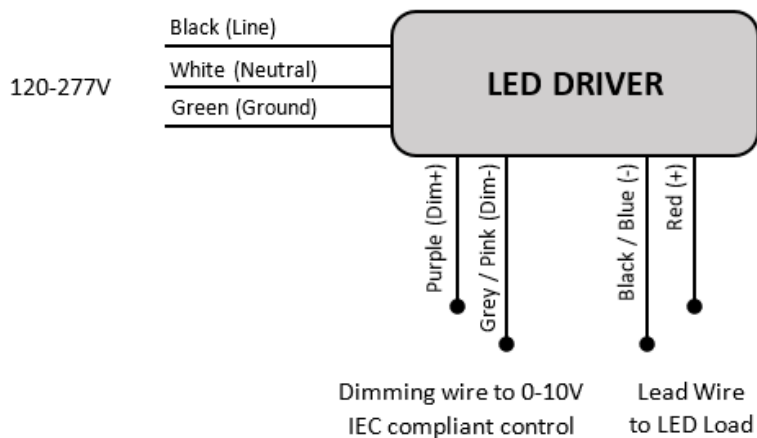 Black (Line)
White (Neutral)
120-277V
Green (Ground)
LED DRIVER
Purple (Dim+)
Grey / Pink (Dim-)
Black / Blue (-)
Red (+)
Dimming wire to 0-10V
IEC compliant control
Lead Wire
to LED Load